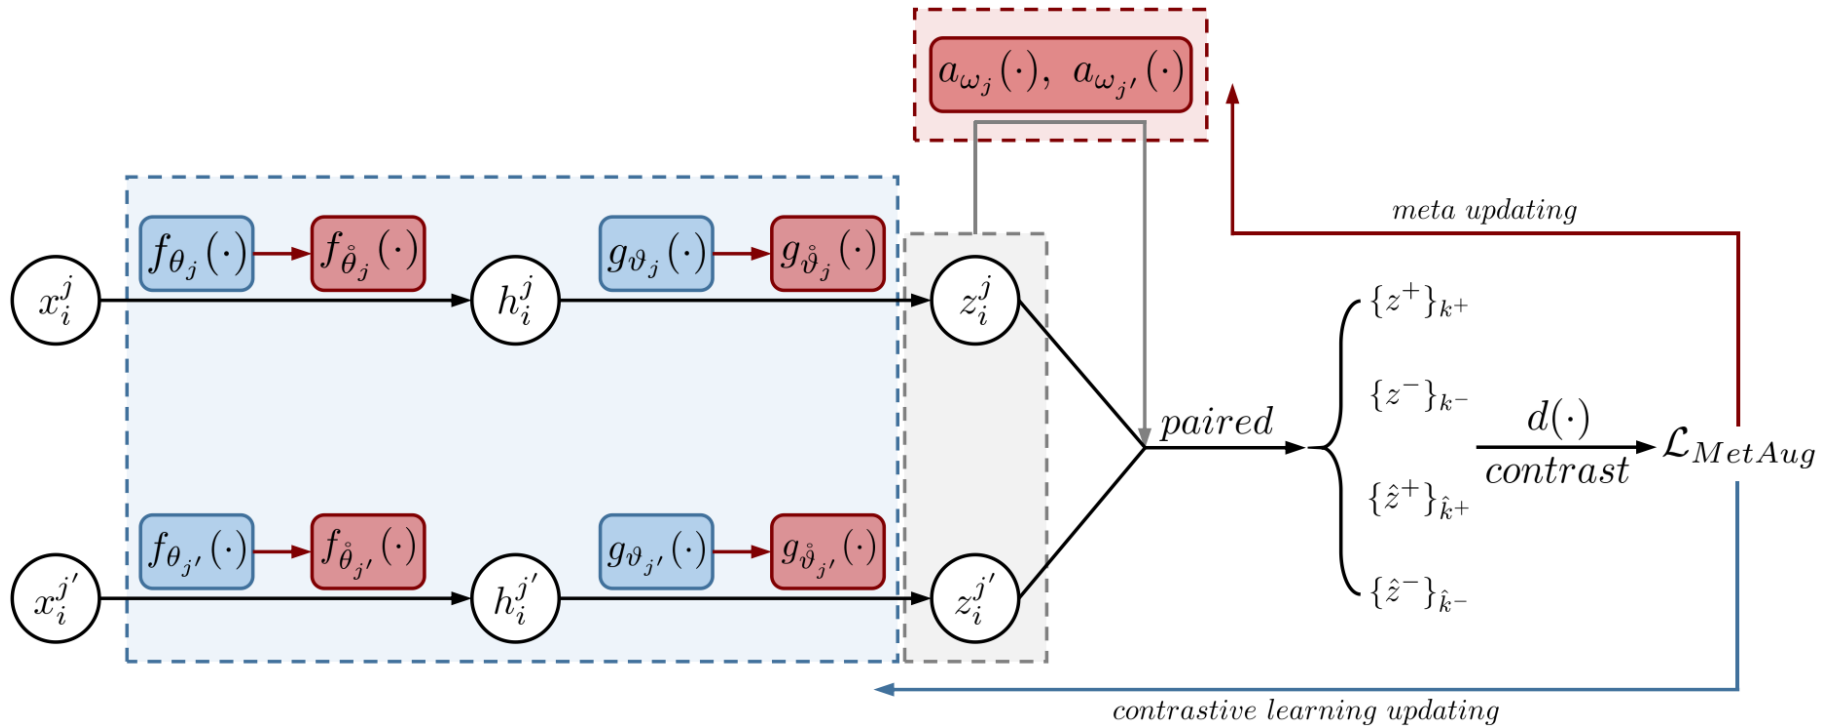 a_{ω_j}(·), a_{ω_{j'}}(·)
meta updating
f_{θ_j}(·) f_{θ̊_j}(·) g_{ϑ_j}(·) g_{ϑ̊_j}(·)
x_i^j h_i^j z_i^j
{z^+}_{k^+}
{z^-}_{k^-}
paired
d(·)
contrast
ℒ_{MetAug}
{ẑ^+}_{k̂^+}
{ẑ^-}_{k̂^-}
f_{θ_{j'}}(·) f_{θ̊_{j'}}(·) g_{ϑ_{j'}}(·) g_{ϑ̊_{j'}}(·)
x_i^{j'} h_i^{j'} z_i^{j'}
contrastive learning updating